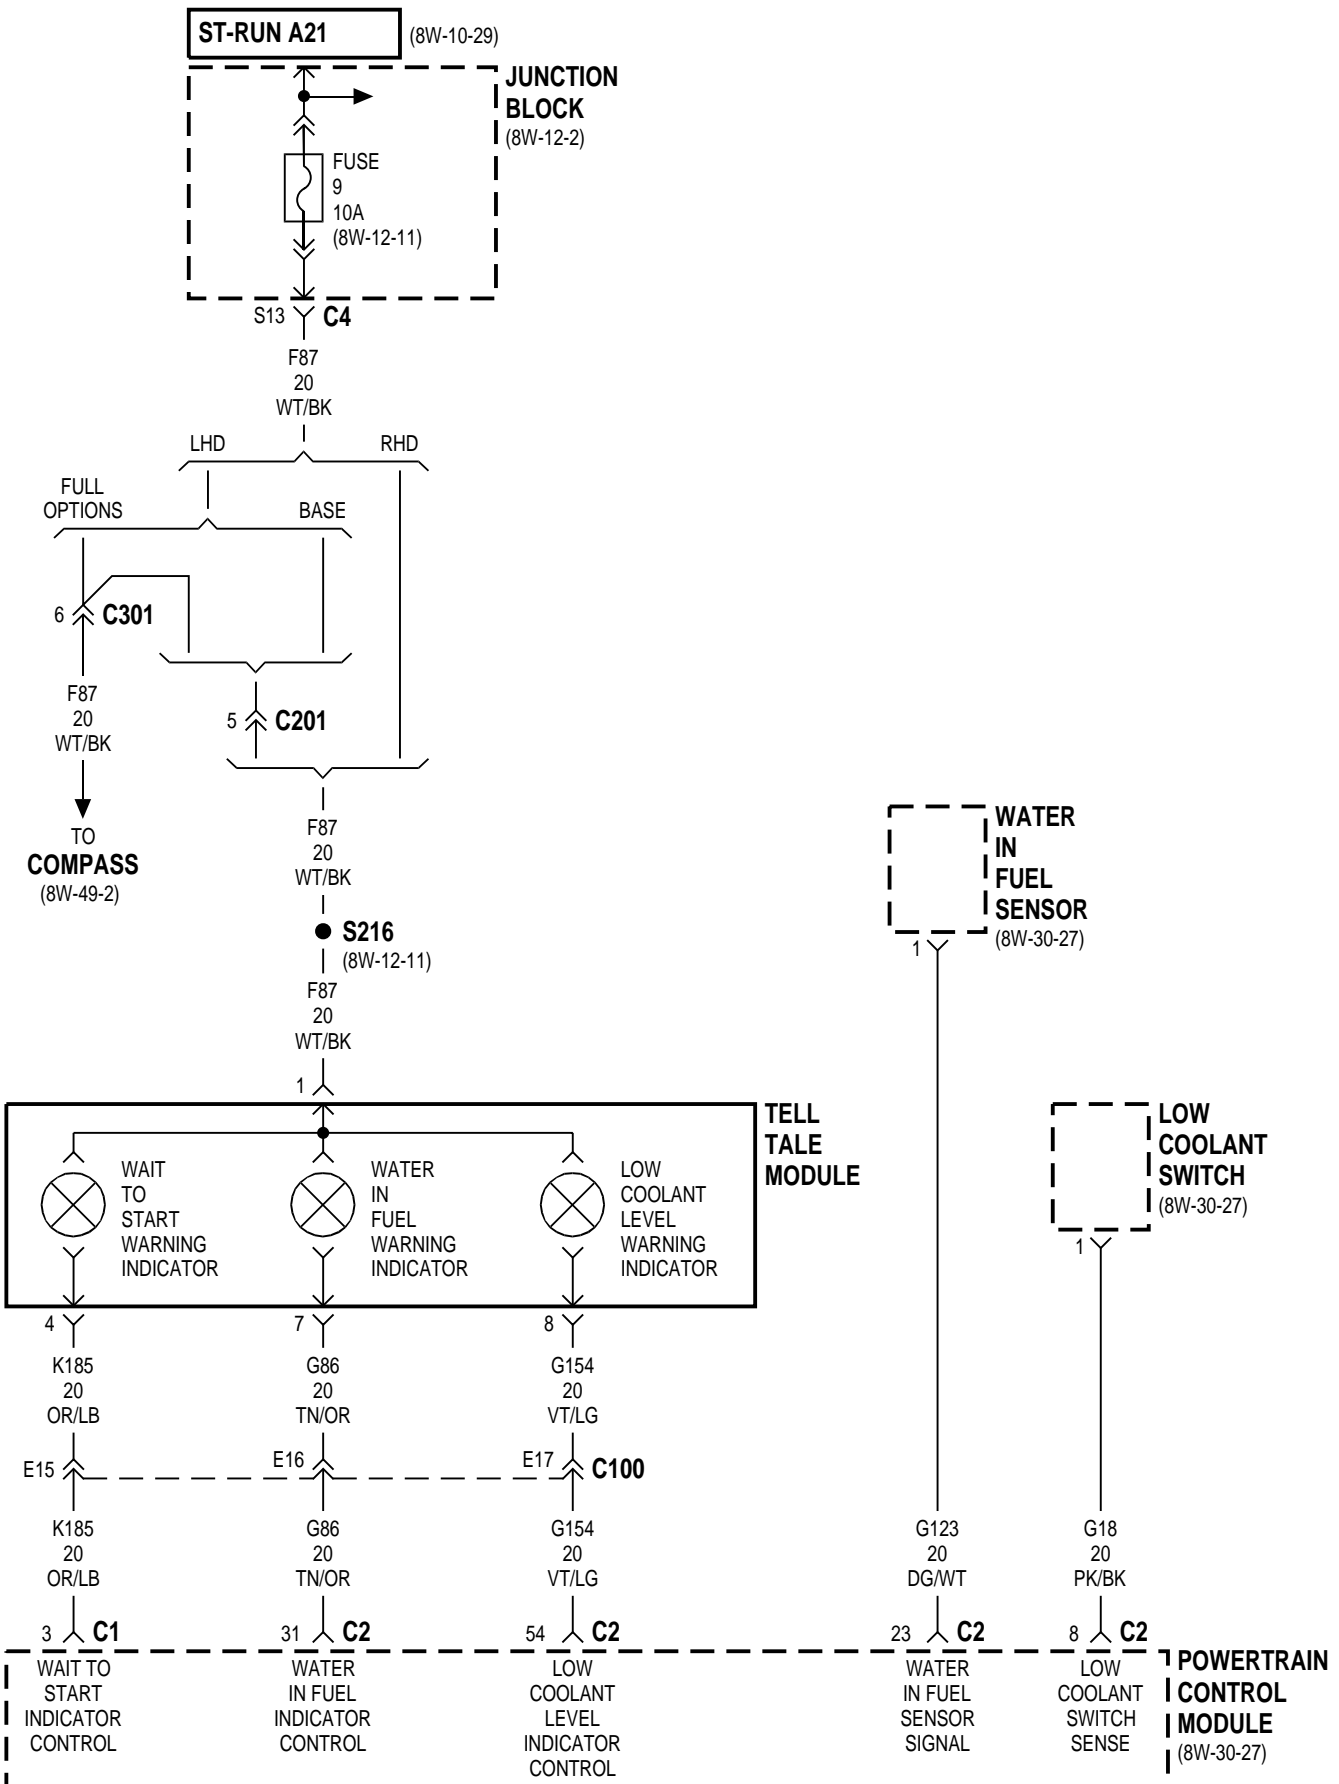 ST-RUN A21
(8W-10-29)
JUNCTION
BLOCK
(8W-12-2)
FUSE
9
10A
(8W-12-11)
S13
C4
F87
20
WT/BK
LHD
RHD
FULL
OPTIONS
BASE
6
C301
F87
20
WT/BK
TO
COMPASS
(8W-49-2)
5
C201
F87
20
WT/BK
S216
(8W-12-11)
F87
20
WT/BK
1
WATER
IN
FUEL
SENSOR
(8W-30-27)
1
TELL
TALE
MODULE
LOW
COOLANT
SWITCH
(8W-30-27)
1
WAIT
TO
START
WARNING
INDICATOR
WATER
IN
FUEL
WARNING
INDICATOR
LOW
COOLANT
LEVEL
WARNING
INDICATOR
4
K185
20
OR/LB
7
G86
20
TN/OR
8
G154
20
VT/LG
E15
E16
E17
C100
K185
20
OR/LB
G86
20
TN/OR
G154
20
VT/LG
G123
20
DG/WT
G18
20
PK/BK
3
C1
31
C2
54
C2
23
C2
8
C2
WAIT TO
START
INDICATOR
CONTROL
WATER
IN FUEL
INDICATOR
CONTROL
LOW
COOLANT
LEVEL
INDICATOR
CONTROL
WATER
IN FUEL
SENSOR
SIGNAL
LOW
COOLANT
SWITCH
SENSE
POWERTRAIN
CONTROL
MODULE
(8W-30-27)